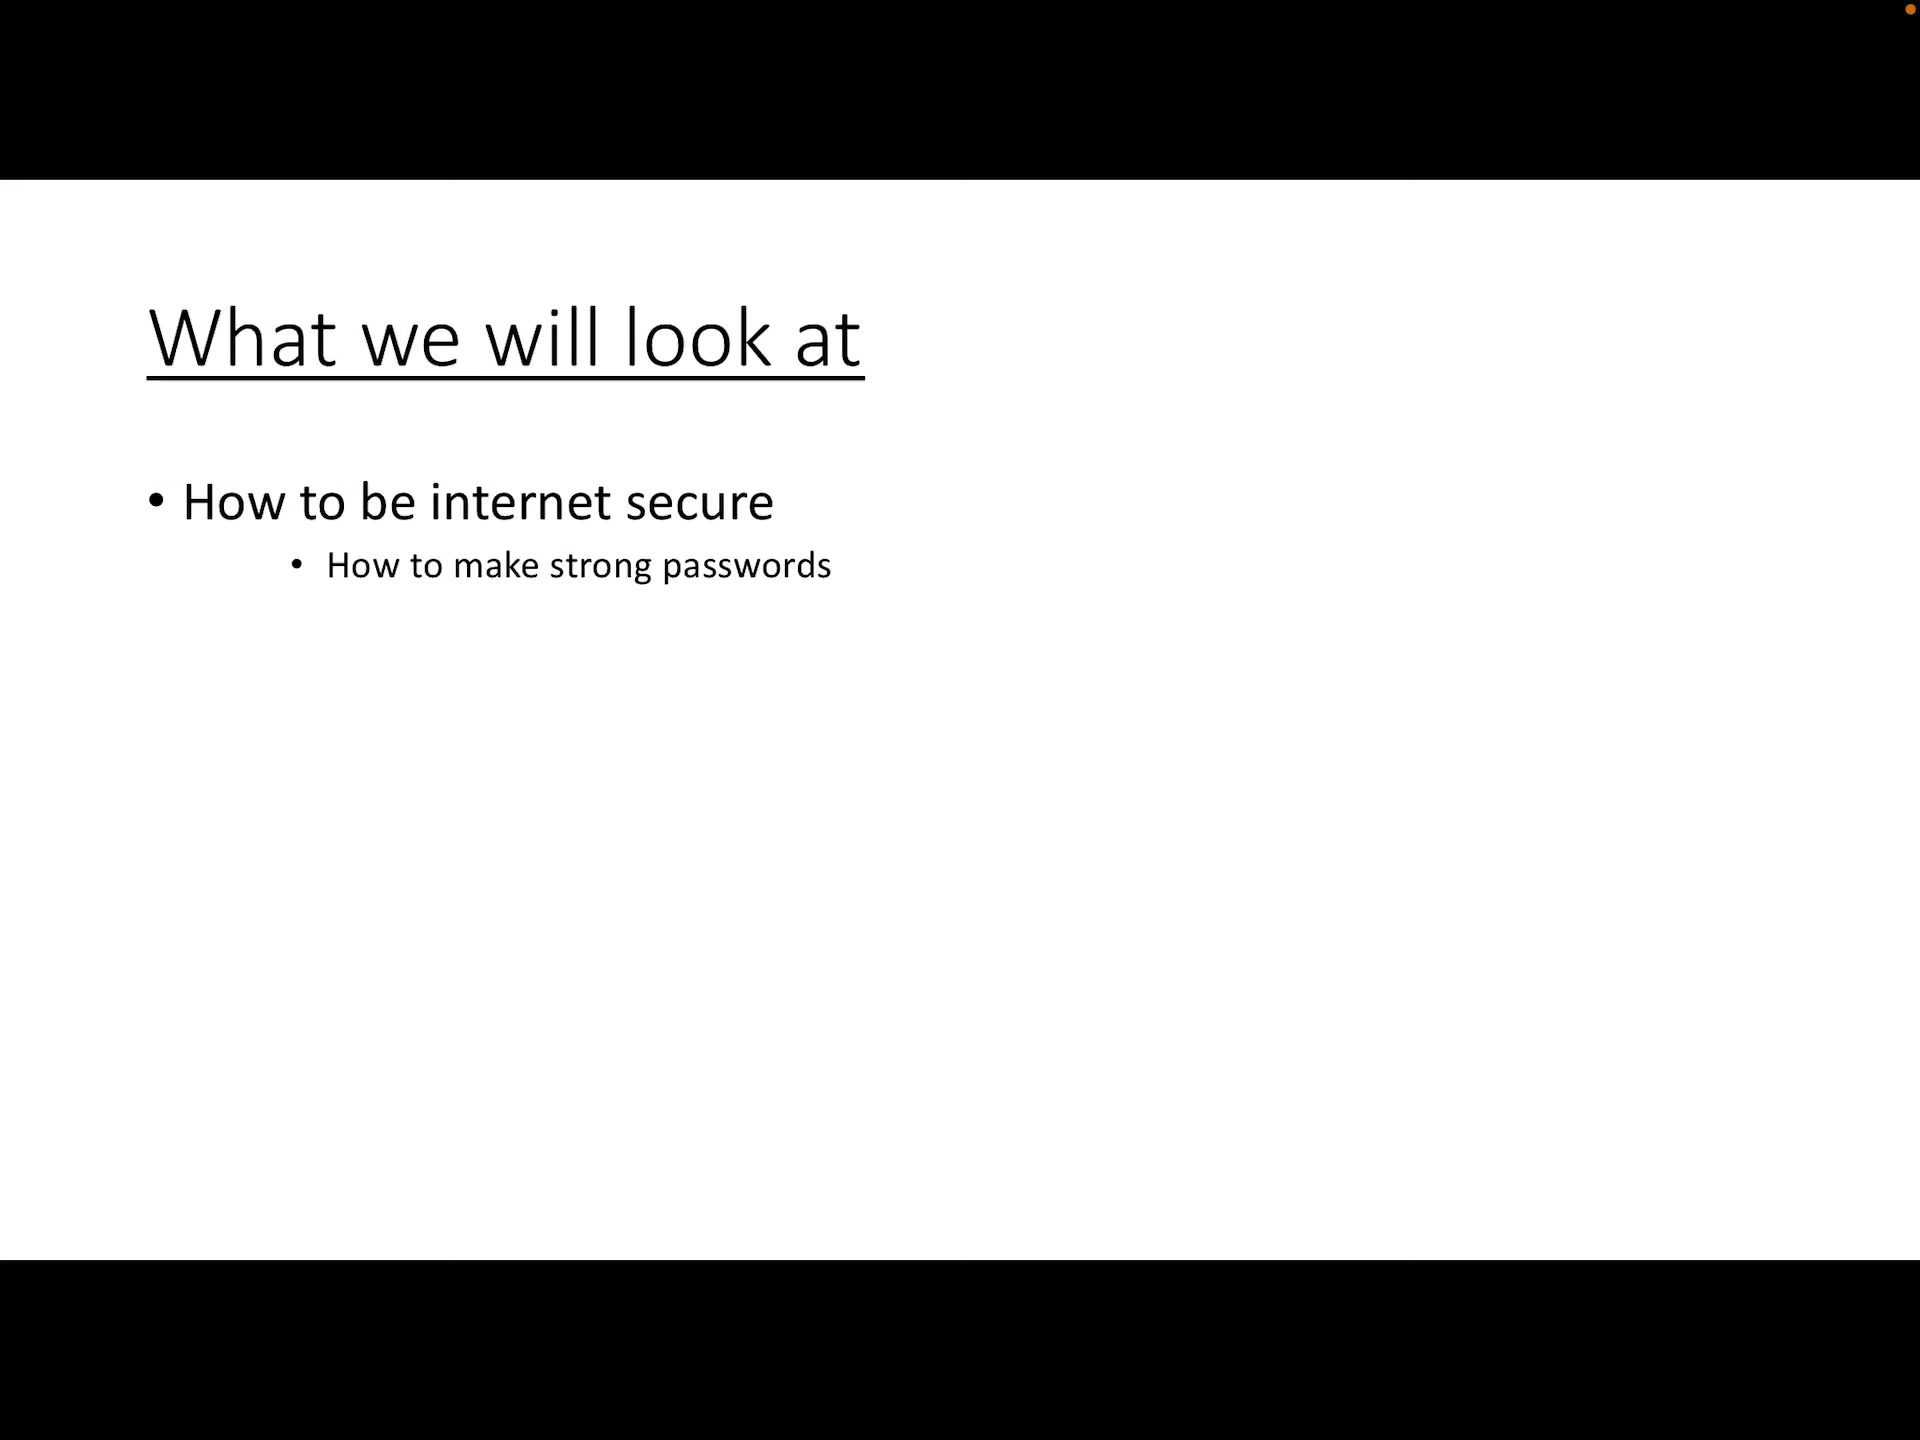 What we will look at
• How to be internet secure
• How to make strong passwords